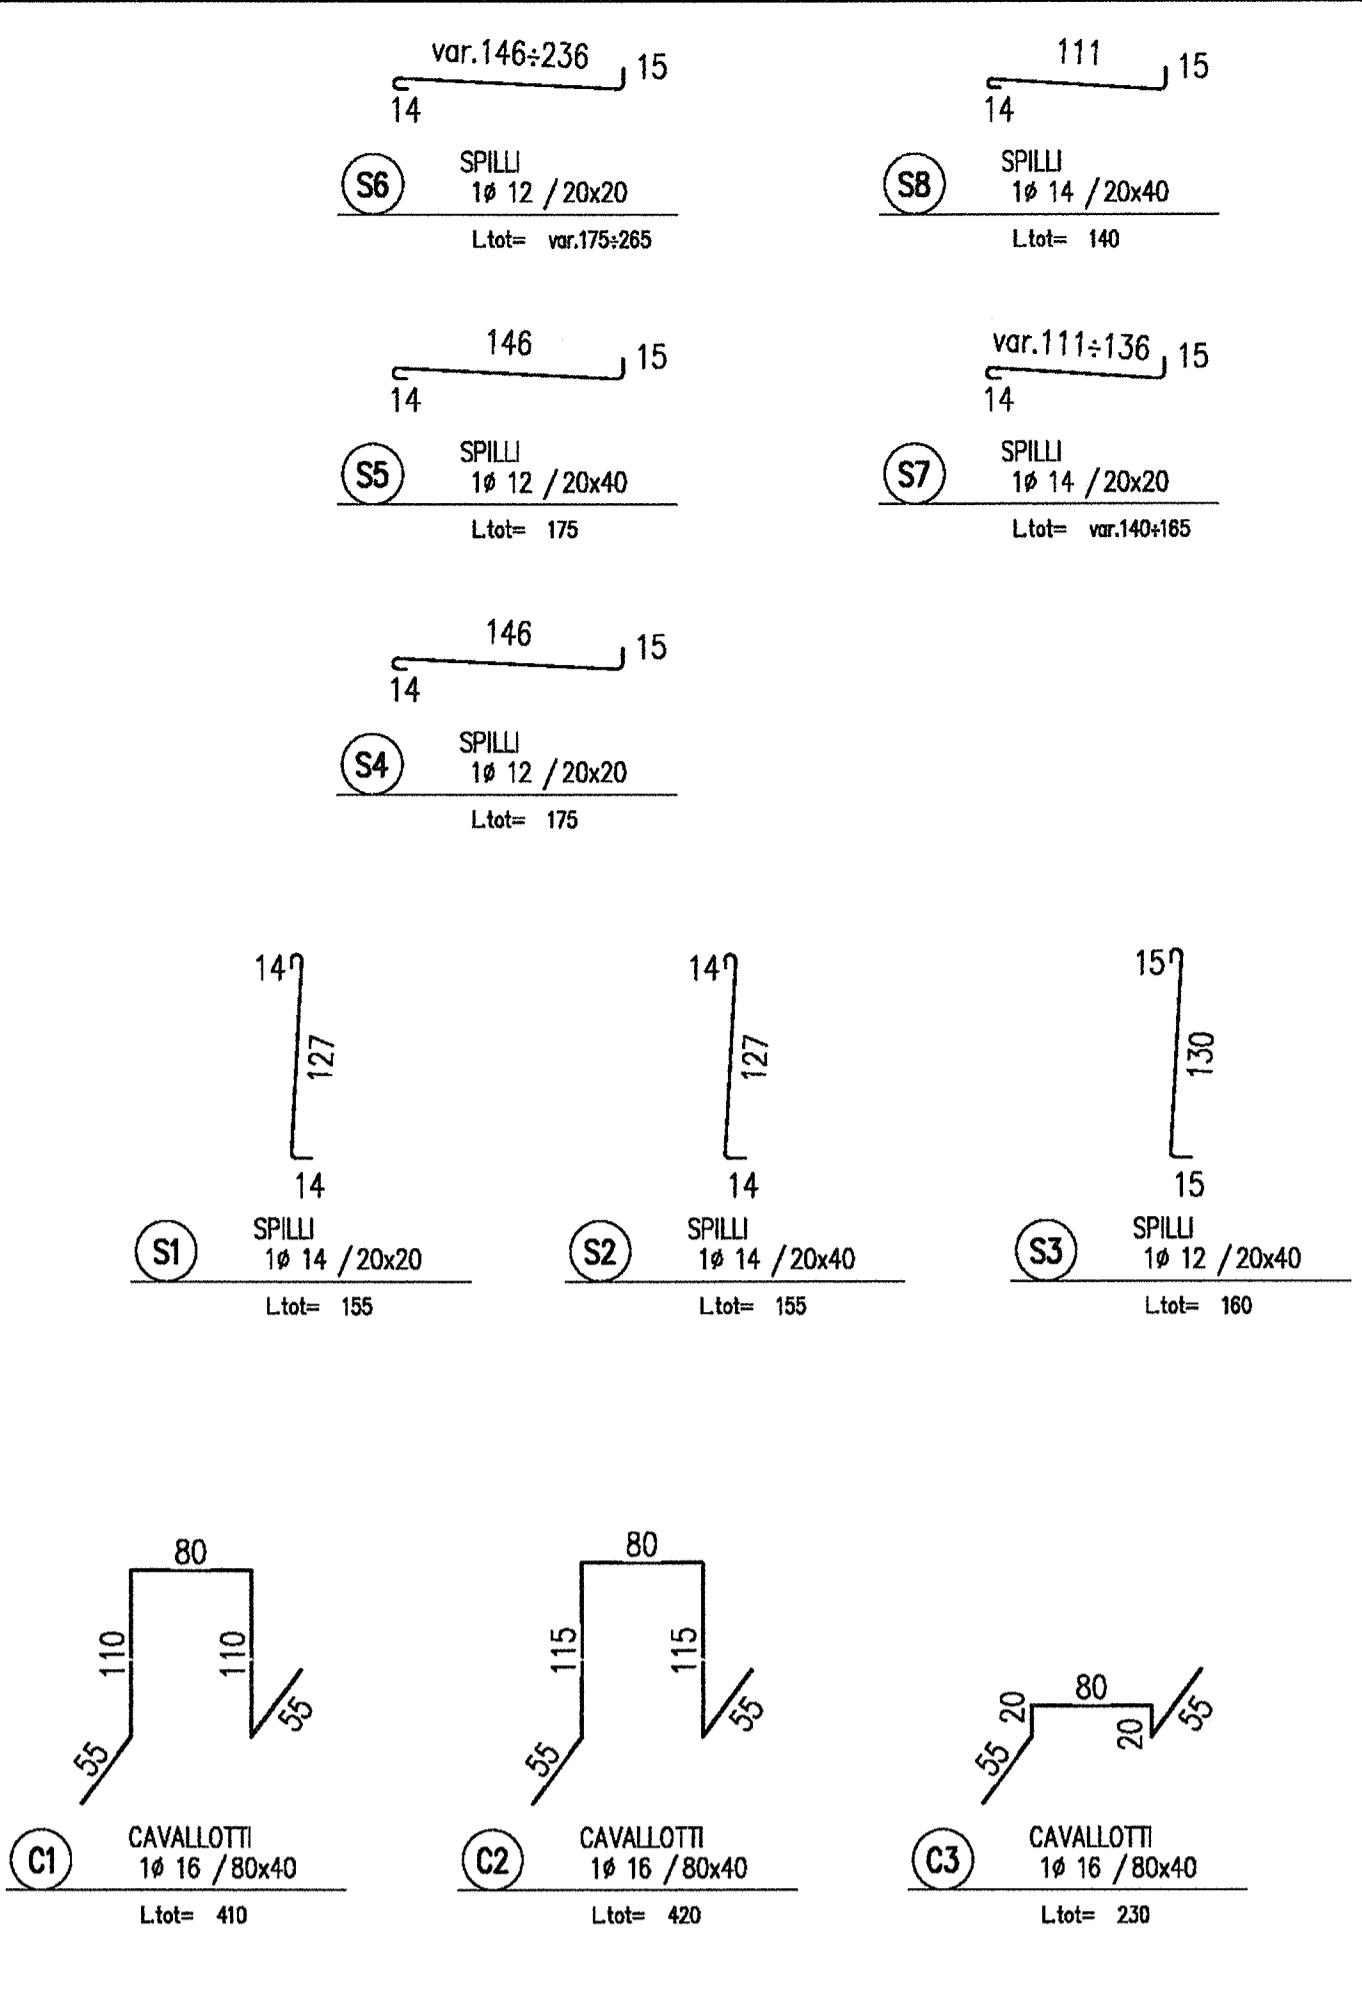 var.146÷236
15
14
S6
SPILLI
1ø 12 /20x20
L.tot= var.175÷265
111
15
14
S8
SPILLI
1ø 14 /20x40
L.tot= 140
146
15
14
S5
SPILLI
1ø 12 /20x40
L.tot= 175
var.111÷136
15
14
S7
SPILLI
1ø 14 /20x20
L.tot= var.140÷165
146
15
14
S4
SPILLI
1ø 12 /20x20
L.tot= 175
14
127
14
S1
SPILLI
1ø 14 /20x20
L.tot= 155
14
127
14
S2
SPILLI
1ø 14 /20x40
L.tot= 155
15
130
15
S3
SPILLI
1ø 12 /20x40
L.tot= 160
80
110
110
55
55
C1
CAVALLOTTI
1ø 16 /80x40
L.tot= 410
80
115
115
55
55
C2
CAVALLOTTI
1ø 16 /80x40
L.tot= 420
80
20
20
55
55
C3
CAVALLOTTI
1ø 16 /80x40
L.tot= 230